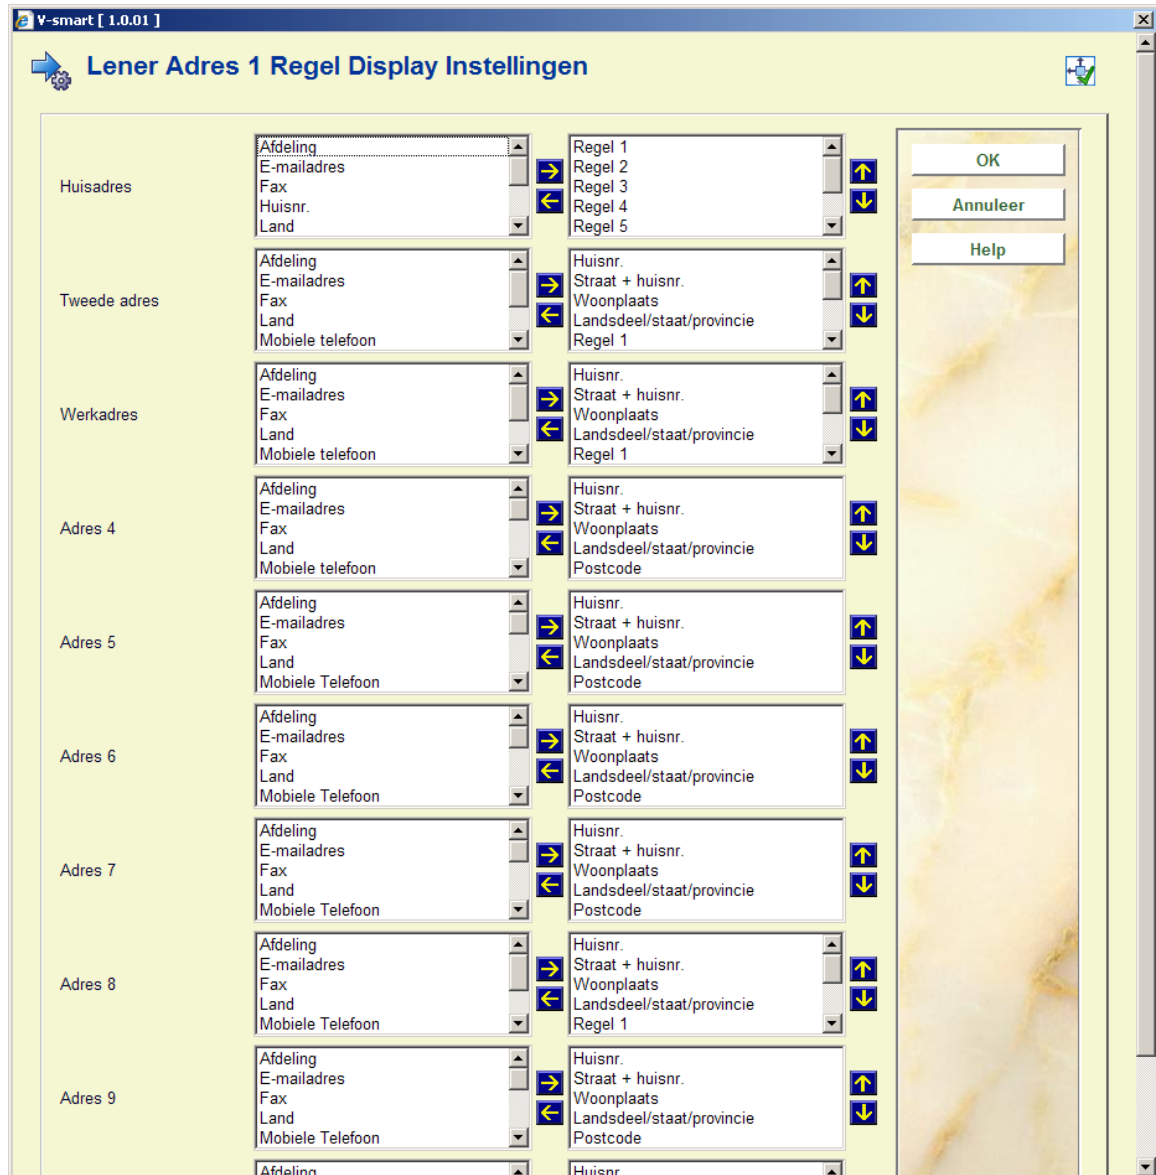 V-smart [ 1.0.01 ]
Lener Adres 1 Regel Display Instellingen
Huisadres
Afdeling
E-mailadres
Fax
Huisnr.
Land
Regel 1
Regel 2
Regel 3
Regel 4
Regel 5
OK
Annuleer
Help
Tweede adres
Afdeling
E-mailadres
Fax
Land
Mobiele telefoon
Huisnr.
Straat + huisnr.
Woonplaats
Landsdeel/staat/provincie
Regel 1
Werkadres
Afdeling
E-mailadres
Fax
Land
Mobiele telefoon
Huisnr.
Straat + huisnr.
Woonplaats
Landsdeel/staat/provincie
Regel 1
Adres 4
Afdeling
E-mailadres
Fax
Land
Mobiele telefoon
Huisnr.
Straat + huisnr.
Woonplaats
Landsdeel/staat/provincie
Postcode
Adres 5
Afdeling
E-mailadres
Fax
Land
Mobiele Telefoon
Huisnr.
Straat + huisnr.
Woonplaats
Landsdeel/staat/provincie
Postcode
Adres 6
Afdeling
E-mailadres
Fax
Land
Mobiele Telefoon
Huisnr.
Straat + huisnr.
Woonplaats
Landsdeel/staat/provincie
Postcode
Adres 7
Afdeling
E-mailadres
Fax
Land
Mobiele Telefoon
Huisnr.
Straat + huisnr.
Woonplaats
Landsdeel/staat/provincie
Postcode
Adres 8
Afdeling
E-mailadres
Fax
Land
Mobiele Telefoon
Huisnr.
Straat + huisnr.
Woonplaats
Landsdeel/staat/provincie
Regel 1
Adres 9
Afdeling
E-mailadres
Fax
Land
Mobiele Telefoon
Huisnr.
Straat + huisnr.
Woonplaats
Landsdeel/staat/provincie
Postcode
Afdeling
Huisnr.